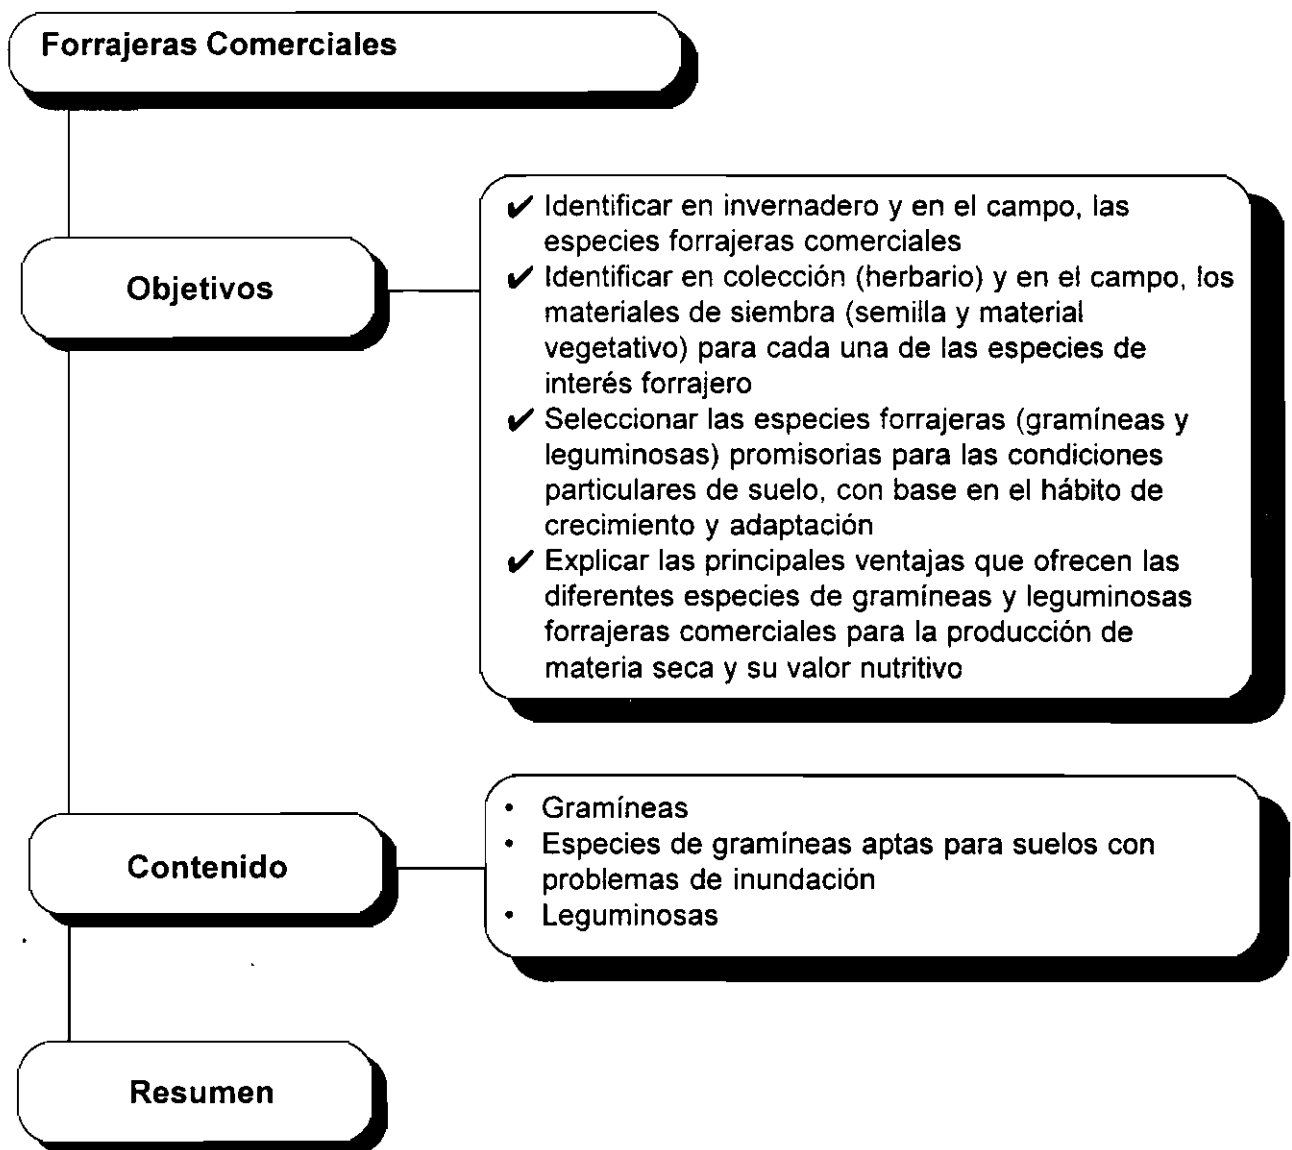 Forrajeras Comerciales
Objetivos
✔ Identificar en invernadero y en el campo, las
especies forrajeras comerciales
✔ Identificar en colección (herbario) y en el campo, los
materiales de siembra (semilla y material
vegetativo) para cada una de las especies de
interés forrajero
✔ Seleccionar las especies forrajeras (gramíneas y
leguminosas) promisorias para las condiciones
particulares de suelo, con base en el hábito de
crecimiento y adaptación
✔ Explicar las principales ventajas que ofrecen las
diferentes especies de gramíneas y leguminosas
forrajeras comerciales para la producción de
materia seca y su valor nutritivo
Contenido
• Gramíneas
• Especies de gramíneas aptas para suelos con
problemas de inundación
• Leguminosas
Resumen